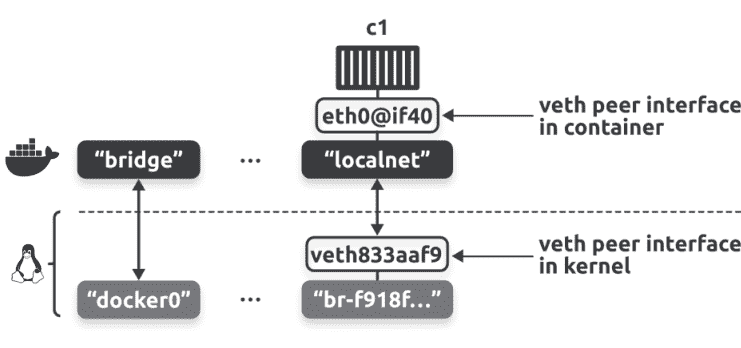 c1
eth0@if40
veth peer interface
in container
“bridge”
...
“localnet”
veth833aaf9
veth peer interface
in kernel
“docker0”
...
“br-f918f...”